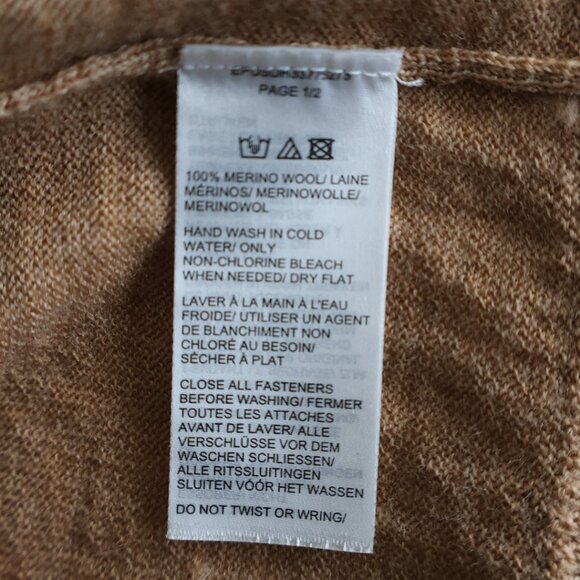 PAGE 1/2
100% MERINO WOOL/ LAINE
MÉRINOS/ MERINOWOLLE/
MERINOWOL
HAND WASH IN COLD
WATER/ ONLY
NON-CHLORINE BLEACH
WHEN NEEDED/ DRY FLAT
LAVER À LA MAIN À L'EAU
FROIDE/ UTILISER UN AGENT
DE BLANCHIMENT NON
CHLORÉ AU BESOIN/
SÉCHER À PLAT
CLOSE ALL FASTENERS
BEFORE WASHING/ FERMER
TOUTES LES ATTACHES
AVANT DE LAVER/ ALLE
VERSCHLÜSSE VOR DEM
WASCHEN SCHLIESSEN/
ALLE RITSSLUITINGEN
SLUITEN VÓÓR HET WASSEN
DO NOT TWIST OR WRING/